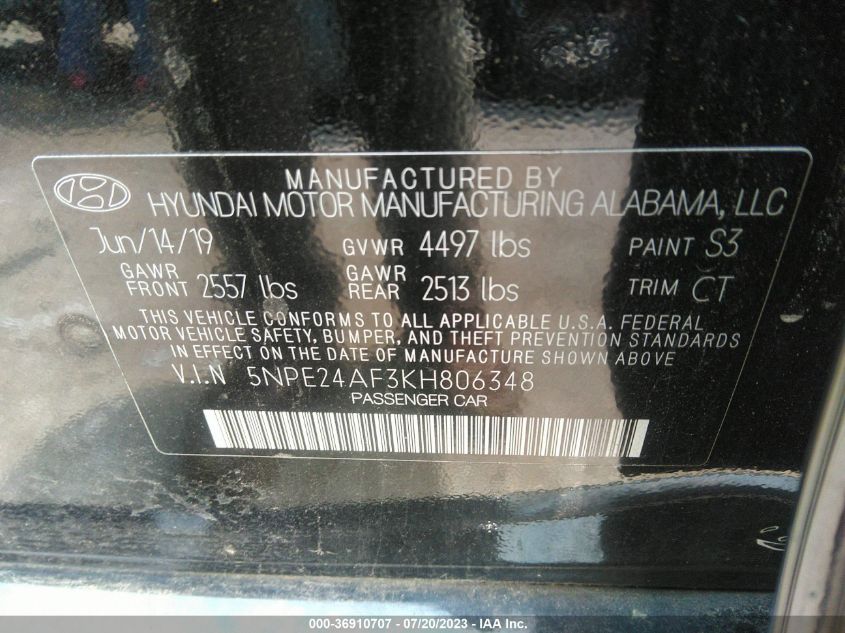 MANUFACTURED BY
HYUNDAI MOTOR MANUFACTURING ALABAMA, LLC
Jun/14/19 GVWR 4497 lbs PAINT S3
GAWR FRONT 2557 lbs GAWR REAR 2513 lbs TRIM CT
THIS VEHICLE CONFORMS TO ALL APPLICABLE U.S.A. FEDERAL
MOTOR VEHICLE SAFETY, BUMPER, AND THEFT PREVENTION STANDARDS
IN EFFECT ON THE DATE OF MANUFACTURE SHOWN ABOVE
V.I.N 5NPE24AF3KH806348
PASSENGER CAR
000-36910707 - 07/20/2023 - IAA Inc.